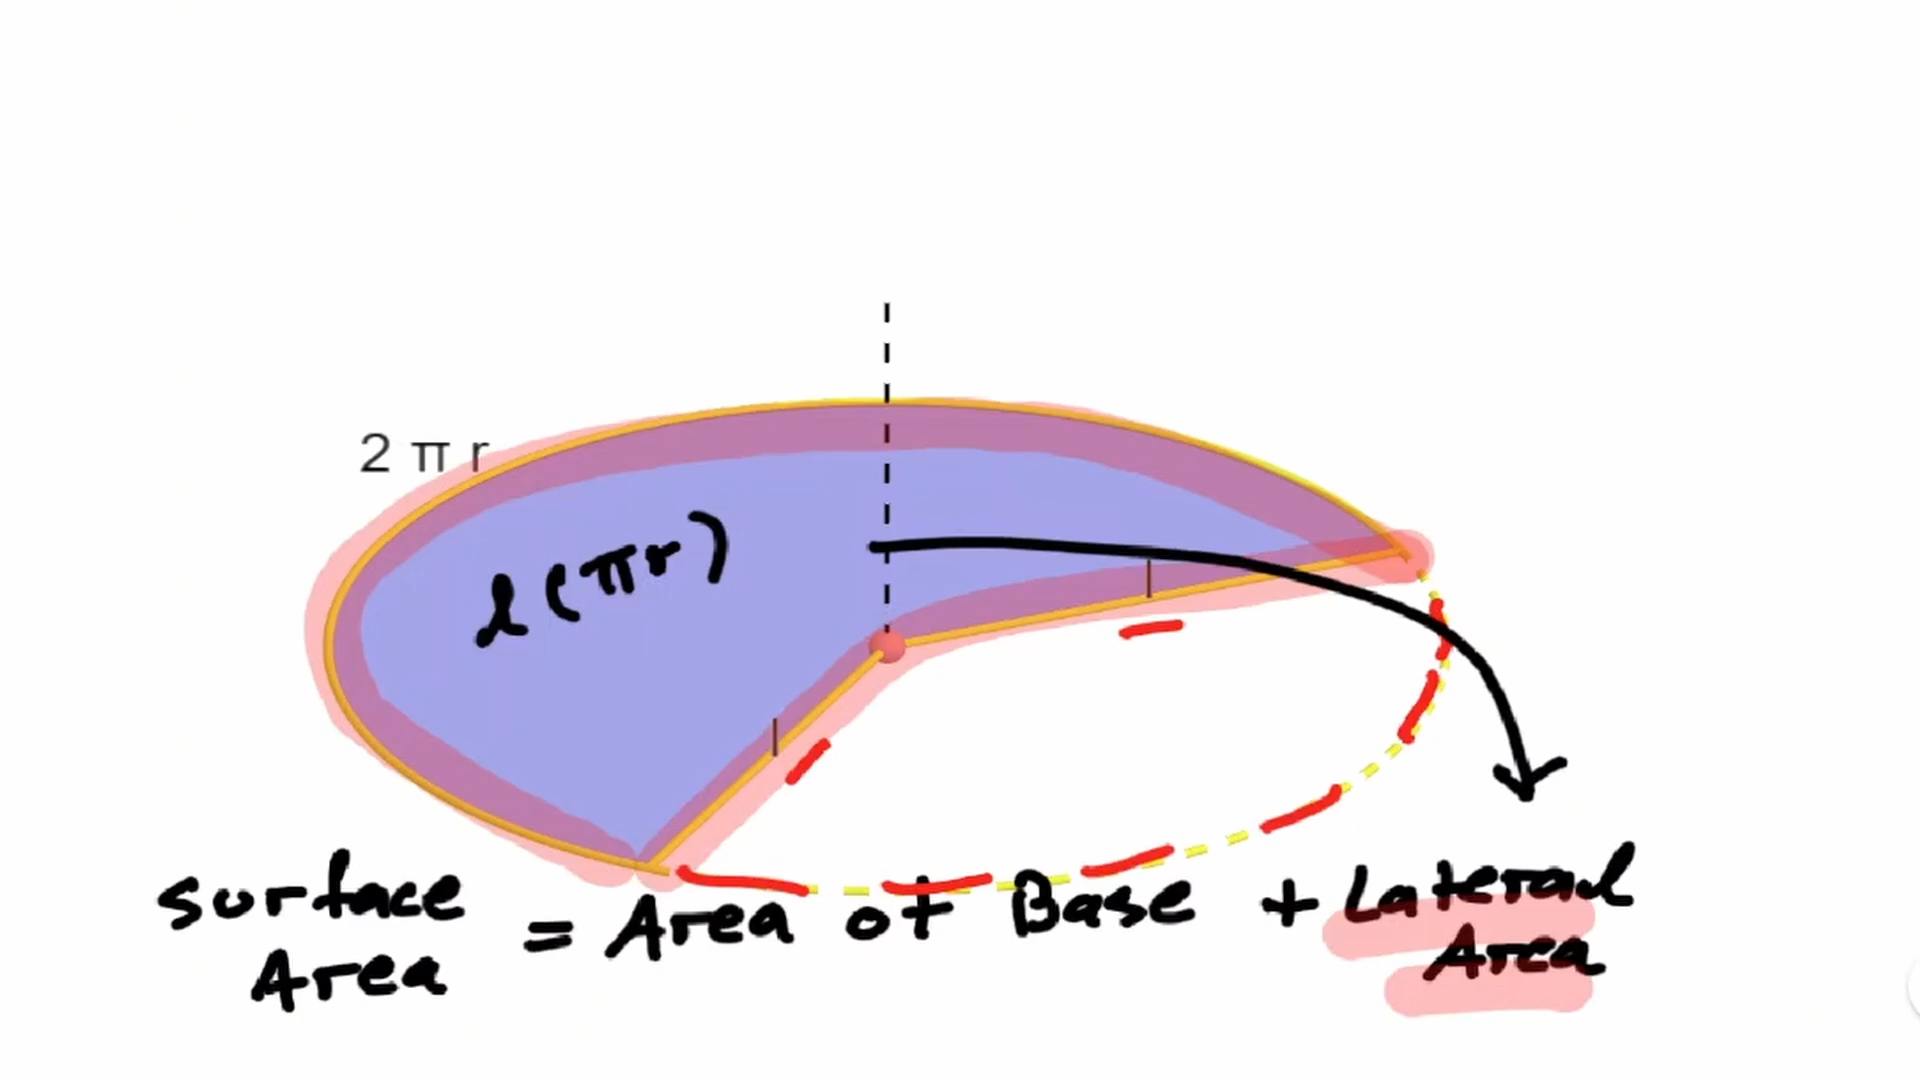 2 π r
l(πr)
surface Area = Area of Base + Lateral Area